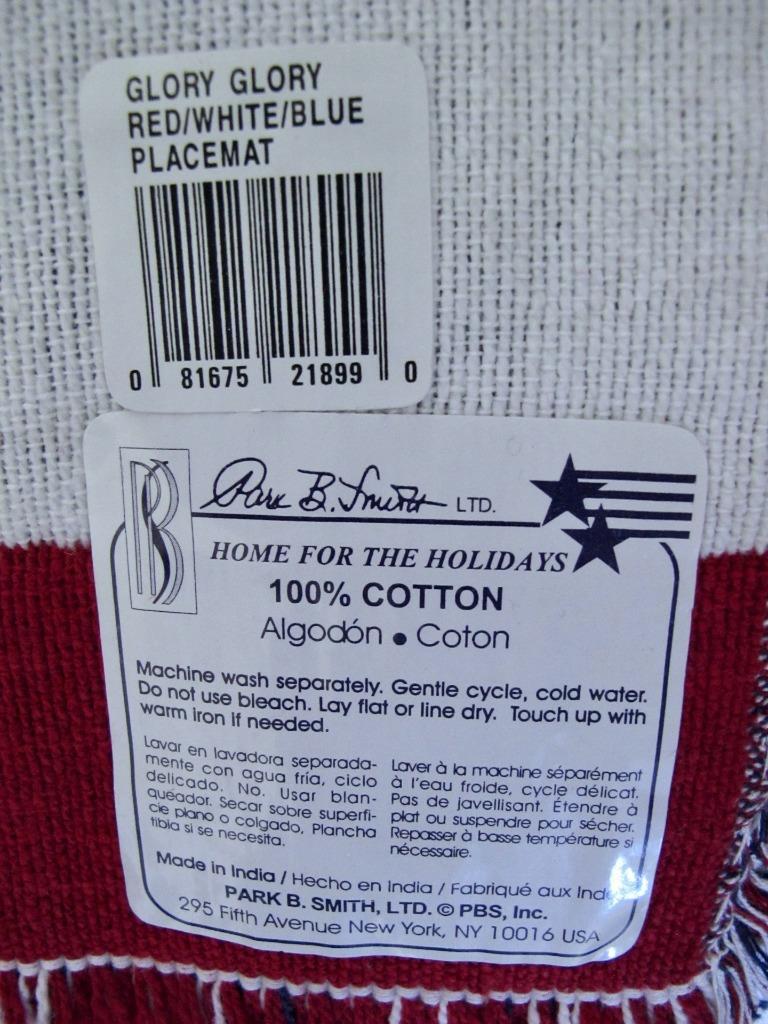 GLORY GLORY
RED/WHITE/BLUE
PLACEMAT
0 81675 21899 0
Park B. Smith LTD.
HOME FOR THE HOLIDAYS
100% COTTON
Algodón • Coton
Machine wash separately. Gentle cycle, cold water.
Do not use bleach. Lay flat or line dry. Touch up with
warm iron if needed.
Lavar en lavadora separada-
mente con agua fría, ciclo
delicado. No. Usar blan-
queador. Secar sobre superfi-
cie plano o colgado, Plancha
tibia si se necesita.
Laver à la machine séparément
à l'eau froide, cycle délicat.
Pas de javellisant. Étendre à
plat ou suspendre pour sécher.
Repasser à basse température si
nécessaire.
Made in India / Hecho en India / Fabriqué aux
PARK B. SMITH, LTD. © PBS, Inc.
295 Fifth Avenue New York, NY 10016 USA